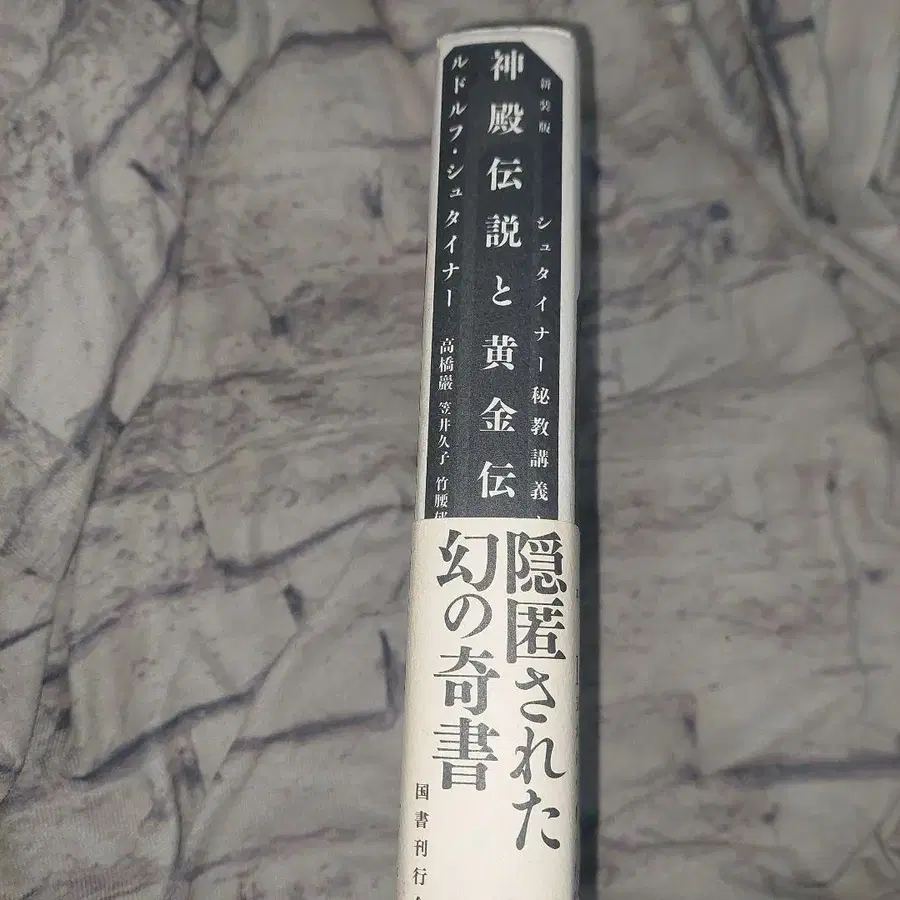 新装版
シュタイナー秘教講義
神殿伝説と黄金伝
ルドルフ・シュタイナー
高橋巖 笠井久子 竹腰
隠匿された
幻の奇書
国書刊行